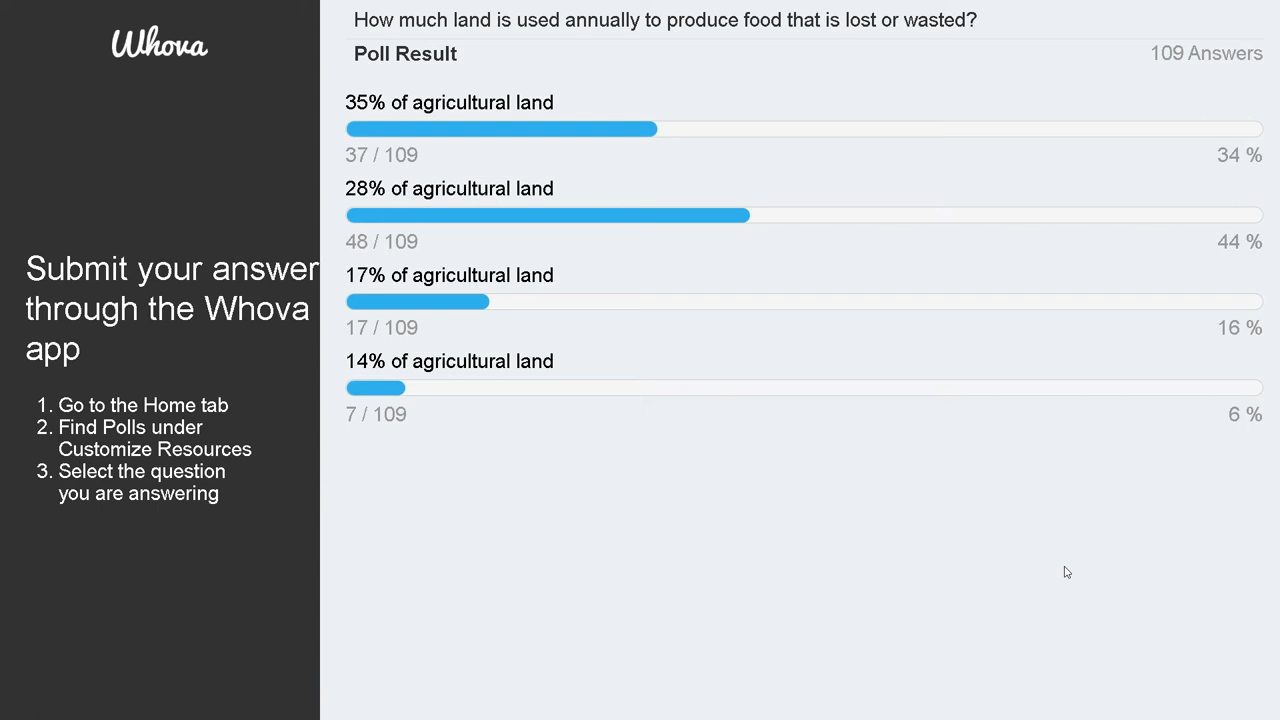 Whova
How much land is used annually to produce food that is lost or wasted?
Poll Result
109 Answers
35% of agricultural land
37 / 109
34 %
28% of agricultural land
48 / 109
44 %
17% of agricultural land
17 / 109
16 %
14% of agricultural land
7 / 109
6 %
Submit your answer
through the Whova
app
1. Go to the Home tab
2. Find Polls under
Customize Resources
3. Select the question
you are answering